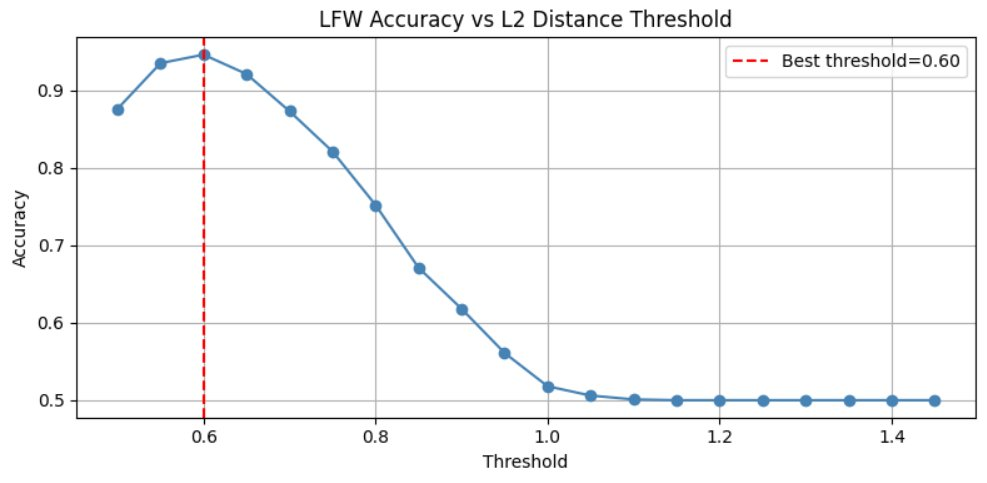 LFW Accuracy vs L2 Distance Threshold
Best threshold=0.60
Accuracy
0.9
0.8
0.7
0.6
0.5
0.6 0.8 1.0 1.2 1.4
Threshold